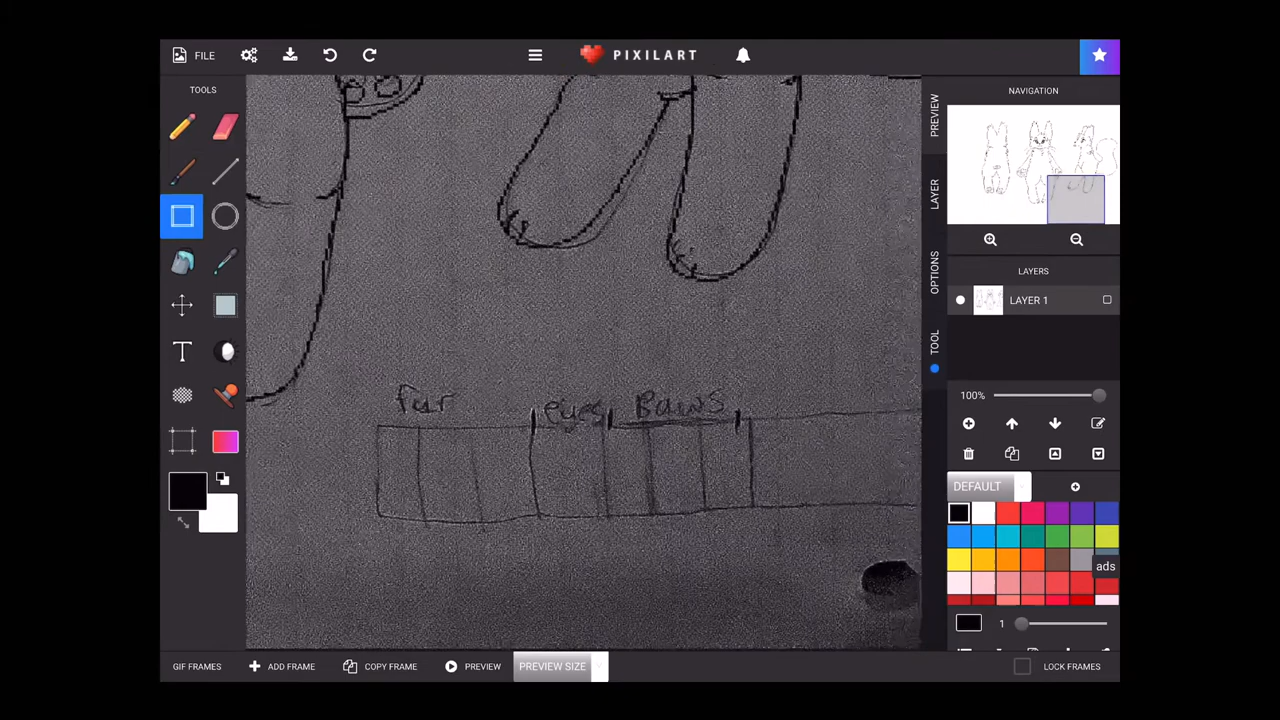 FILE
PIXILART
TOOLS
T
fur
eyes
Paws
PREVIEW
LAYER
OPTIONS
TOOL
NAVIGATION
LAYERS
LAYER 1
100%
DEFAULT
ads
1
GIF FRAMES
ADD FRAME
COPY FRAME
PREVIEW
PREVIEW SIZE
LOCK FRAMES